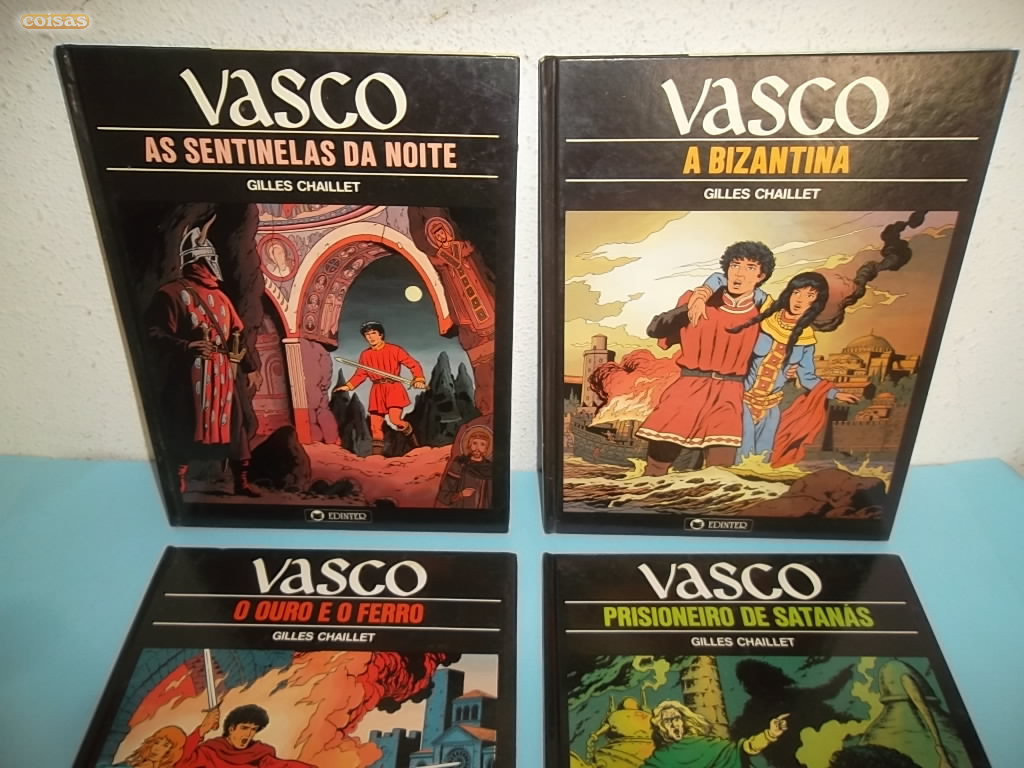 coisas
VASCO
AS SENTINELAS DA NOITE
GILLES CHAILLET
EDINTER
VASCO
A BIZANTINA
GILLES CHAILLET
EDINTER
VASCO
O OURO E O FERRO
GILLES CHAILLET
VASCO
PRISIONEIRO DE SATANÁS
GILLES CHAILLET